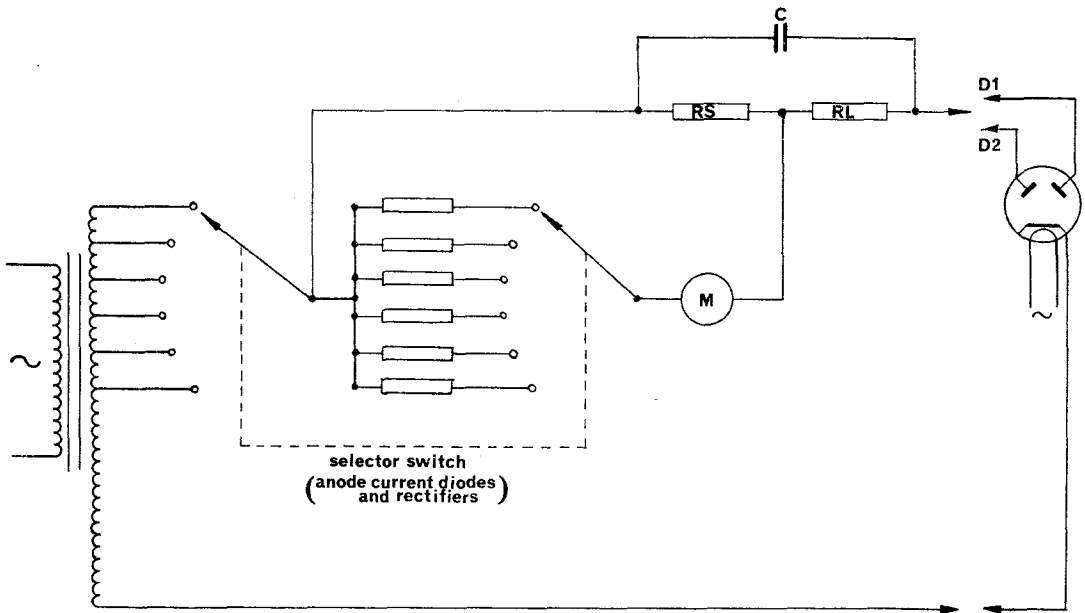 C
D1
RS
RL
D2
M
~
~
selector switch
(anode current diodes
and rectifiers)